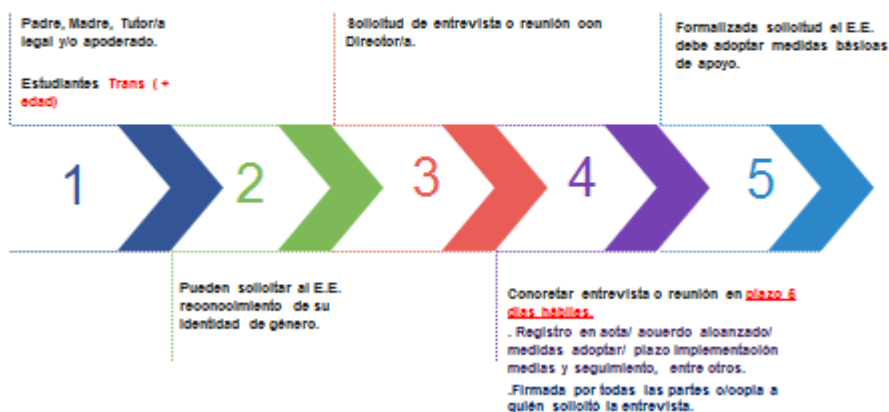 Padre, Madre, Tutor/a
legal y/o apoderado.
Estudiantes Trans ( +
edad)
1
Pueden solicitar al E.E.
reconocimiento de su
identidad de género.
2
Solicitud de entrevista o reunión con
Director/a.
3
Concretar entrevista o reunión en plazo 5
días hábiles.
. Registro en acta/ acuerdo alcanzado/
medidas adoptar/ plazo implementación
medias y seguimiento, entre otros.
.Firmada por todas las partes c/copia a
quién solicitó la entrevista.
4
Formalizada solicitud el E.E.
debe adoptar medidas básicas
de apoyo.
5